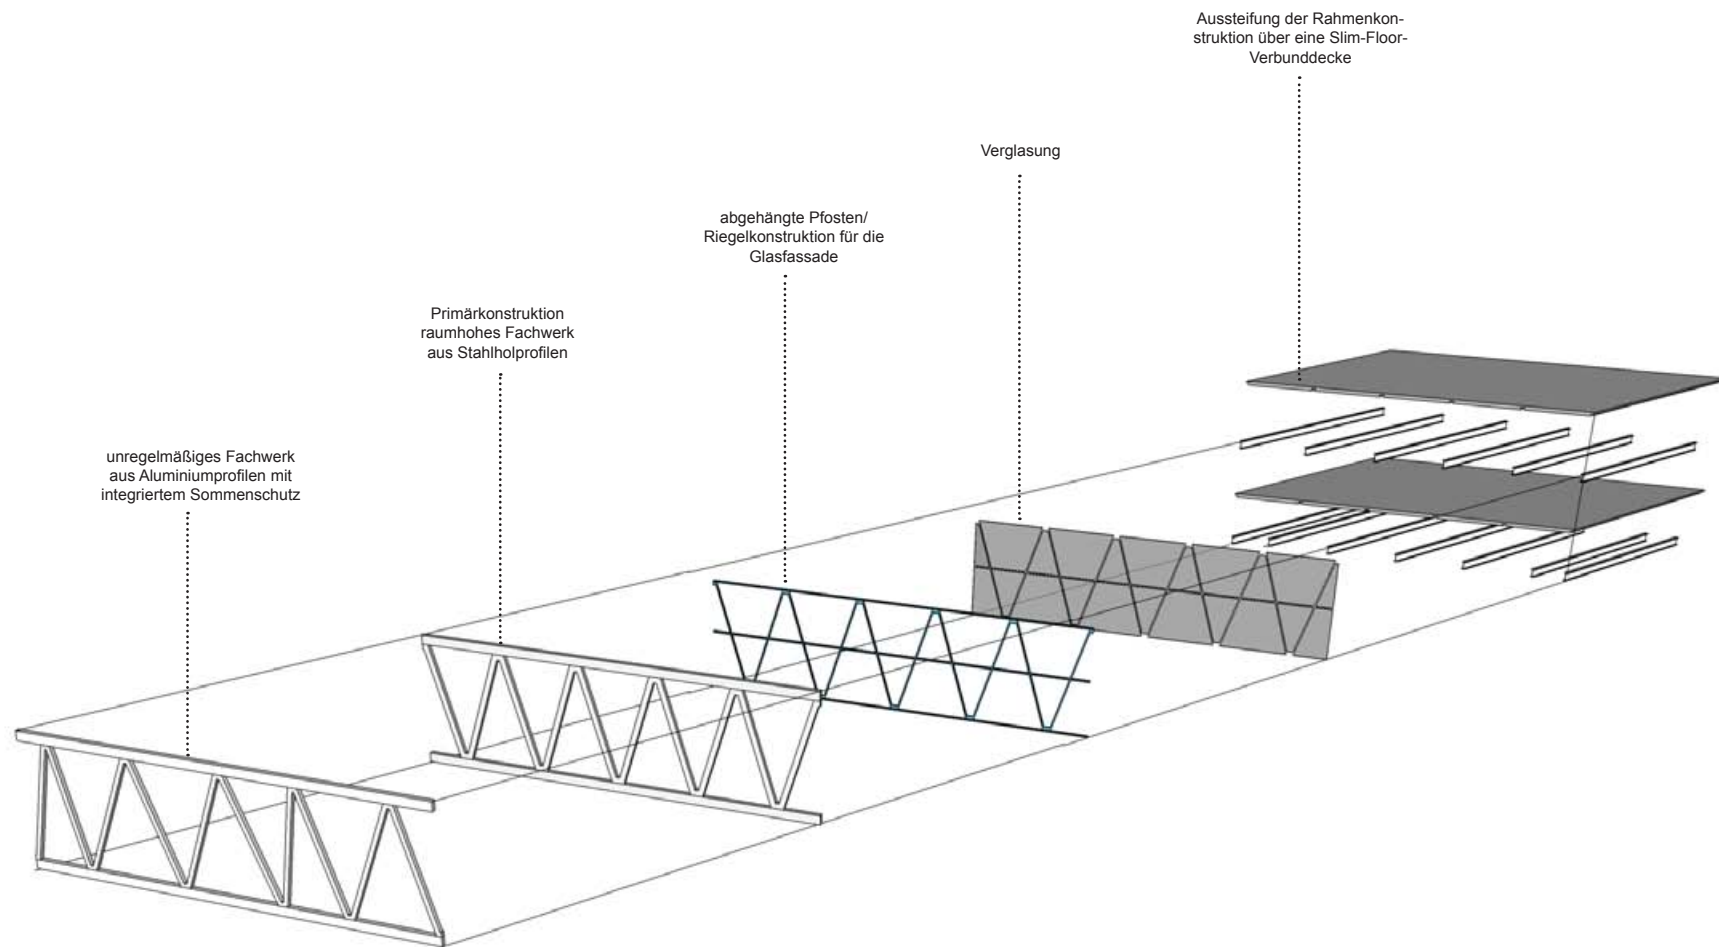 Aussteifung der Rahmenkon-
struktion über eine Slim-Floor-
Verbunddecke
Verglasung
abgehängte Pfosten/
Riegelkonstruktion für die
Glasfassade
Primärkonstruktion
raumhohes Fachwerk
aus Stahlholprofilen
unregelmäßiges Fachwerk
aus Aluminiumprofilen mit
integriertem Sommenschutz